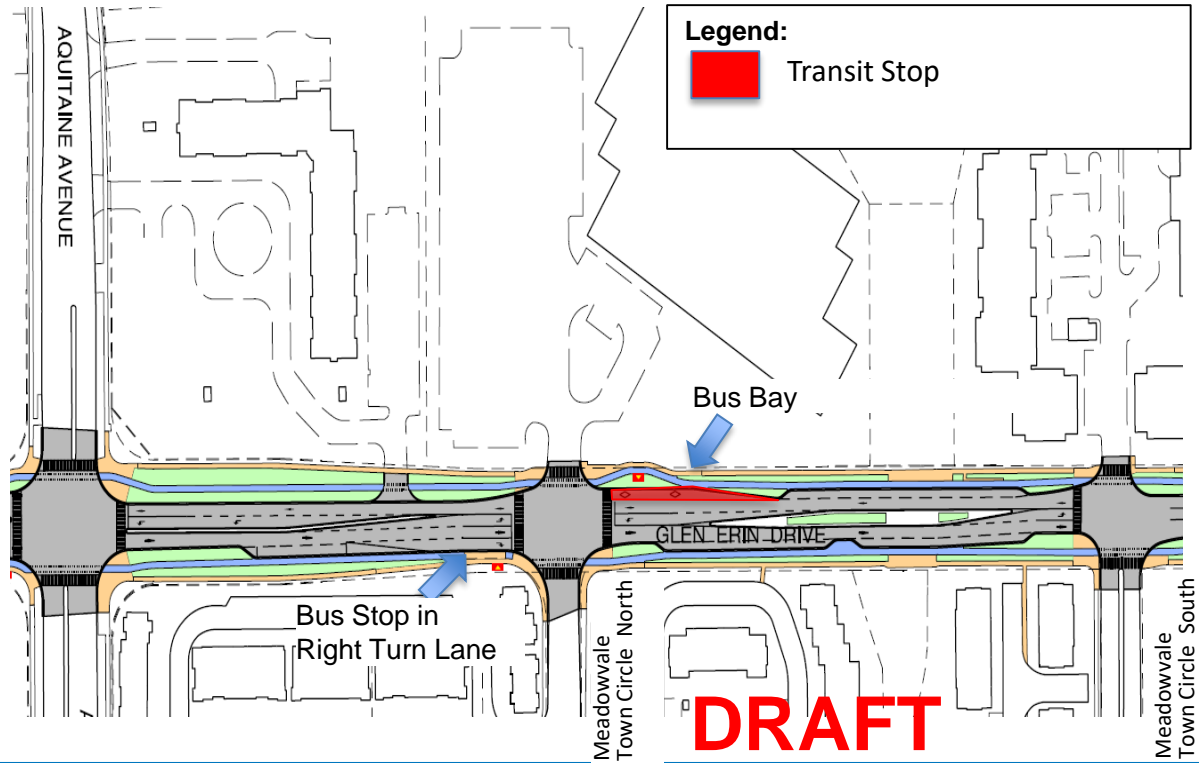 AQUITAINE AVENUE
Legend:
Transit Stop
Bus Bay
GLEN ERIN DRIVE
Bus Stop in
Right Turn Lane
Meadowvale
Town Circle North
Meadowvale
Town Circle South
DRAFT